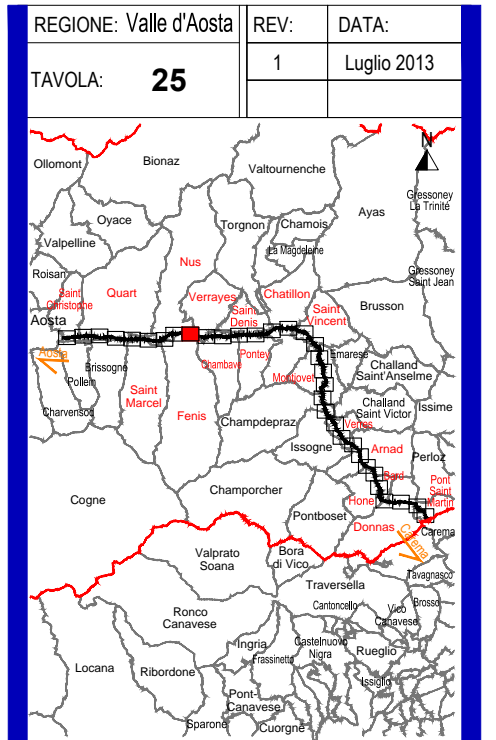 REGIONE: Valle d'Aosta
REV:
DATA:
TAVOLA: 25
1
Luglio 2013
N
Ollomont
Bionaz
Valtournenche
Gressoney
La Trinité
Ayas
Oyace
Torgnon
Chamois
Valpelline
La Magdeleine
Roisan
Nus
Gressoney
Saint Jean
Saint
Christophe
Quart
Verrayes
Chatillon
Saint
Denis
Saint
Vincent
Brusson
Aosta
Aosta
Brissogne
Chambave
Pontey
Emarese
Challand
Saint'Anselme
Pollein
Saint
Marcel
Montjovet
Charvensod
Fenis
Champdepraz
Challand
Saint Victor
Issime
Verres
Issogne
Arnad
Perloz
Bard
Pont
Saint
Martin
Cogne
Champorcher
Hone
Pontboset
Donnas
Carema
Carema
Valprato
Soana
Bora
di Vico
Traversella
Tavagnasco
Ronco
Canavese
Cantoncello
Vico
Canavese
Brosso
Ingria
Castelnuovo
Nigra
Rueglio
Frassinetto
Locana
Ribordone
Issiglio
Pont-
Canavese
Sparone
Cuorgne